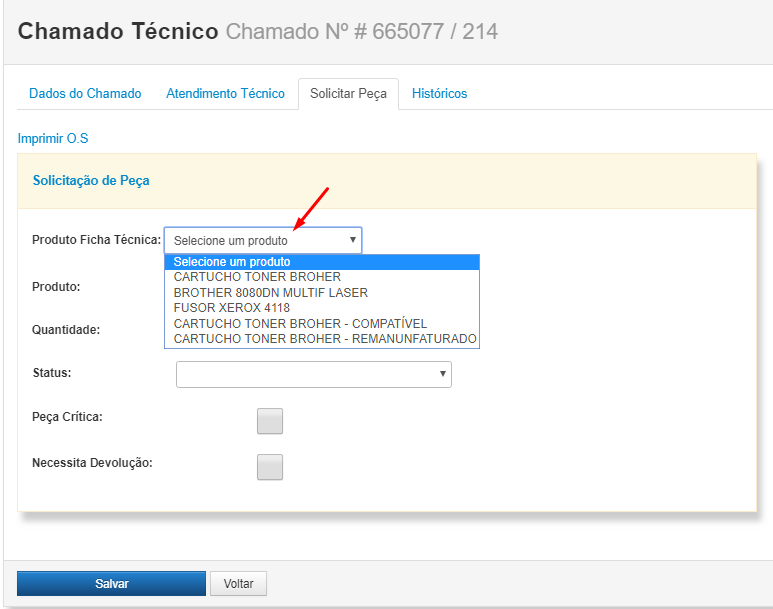 Chamado Técnico Chamado Nº # 665077 / 214
Dados do Chamado Atendimento Técnico Solicitar Peça Históricos
Imprimir O.S
Solicitação de Peça
Produto Ficha Técnica: Selecione um produto
Selecione um produto
CARTUCHO TONER BROHER
Produto:
BROTHER 8080DN MULTIF LASER
FUSOR XEROX 4118
Quantidade:
CARTUCHO TONER BROHER - COMPATÍVEL
CARTUCHO TONER BROHER - REMANUNFATURADO
Status:
Peça Crítica:
Necessita Devolução:
Salvar Voltar